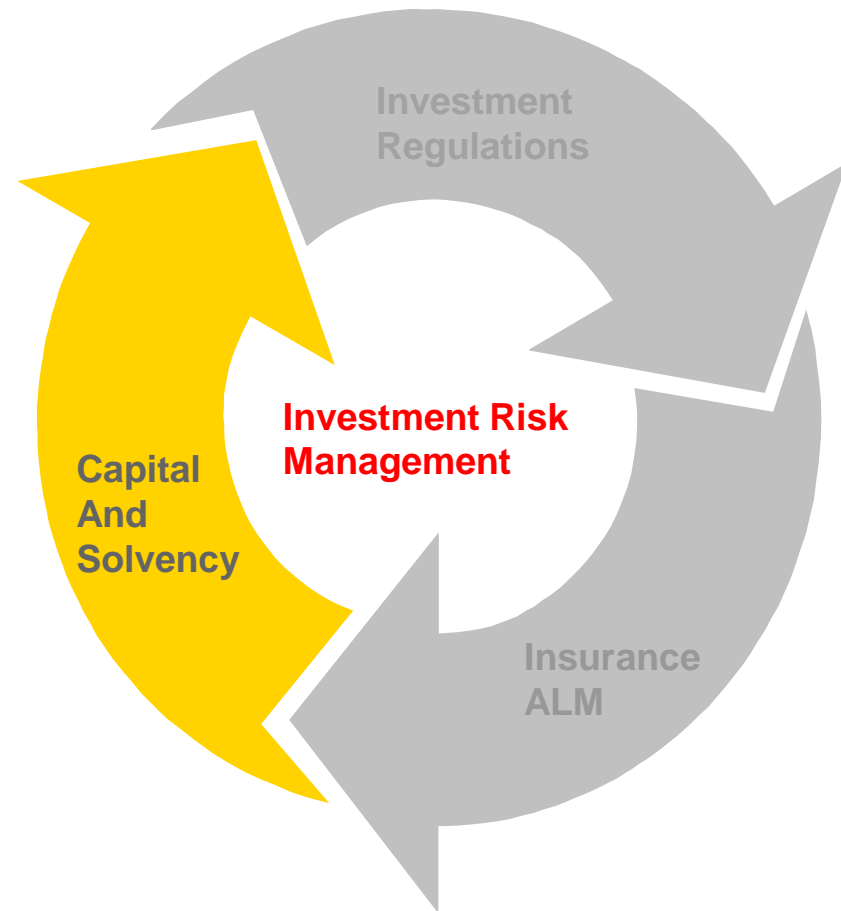 Investment
Regulations
Investment Risk
Management
Capital
And
Solvency
Insurance
ALM